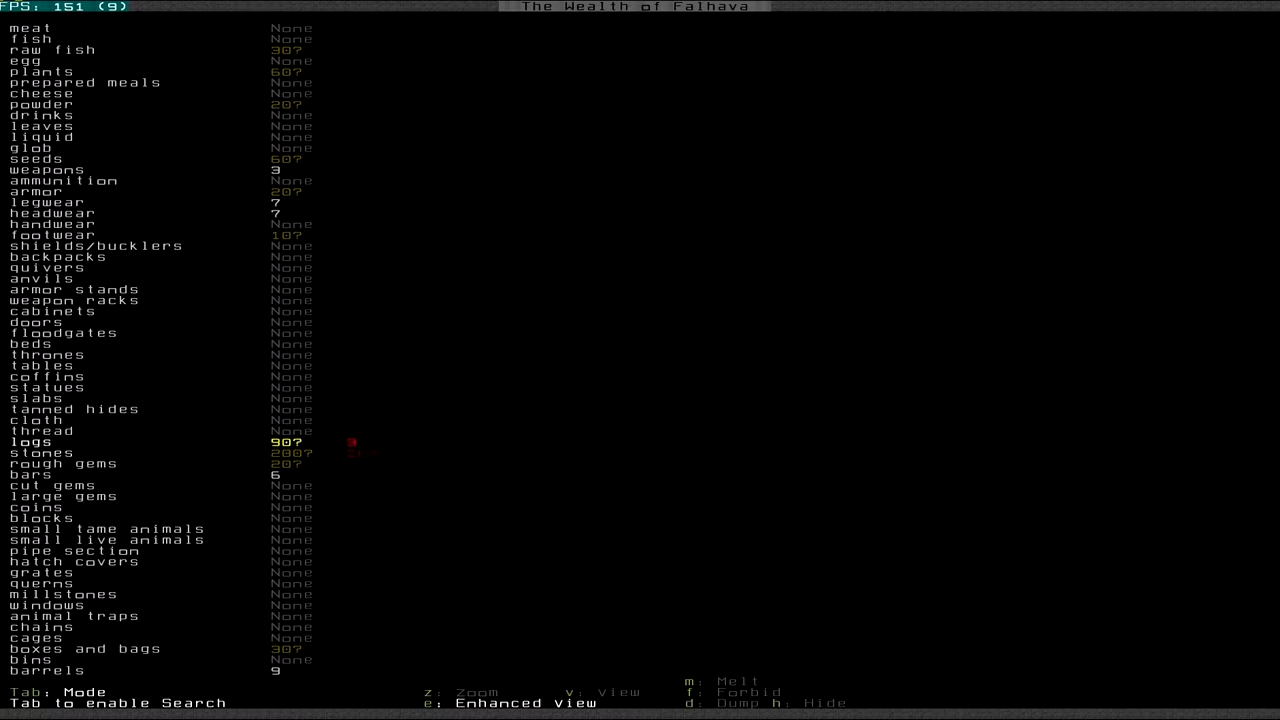 FPS: 151 (9) The Wealth of Falhava
meat None
fish None
raw fish 30?
egg None
plants 60?
prepared meals None
cheese None
powder 20?
drinks None
leaves None
liquid None
glob None
seeds 60?
weapons 3
ammunition None
armor 20?
legwear 7
headwear 7
handwear None
footwear 10?
shields/bucklers None
backpacks None
quivers None
anvils None
armor stands None
weapon racks None
cabinets None
doors None
floodgates None
beds None
thrones None
tables None
coffins None
statues None
slabs None
tanned hides None
cloth None
thread None
logs 90?
stones 200?
rough gems 20?
bars 6
cut gems None
large gems None
coins None
blocks None
small tame animals None
small live animals None
pipe section None
hatch covers None
grates None
querns None
millstones None
windows None
animal traps None
chains None
cages None
boxes and bags 30?
bins None
barrels 9
m: Melt
Tab: Mode z: Zoom v: View f: Forbid
Tab to enable Search e: Enhanced View d: Dump h: Hide